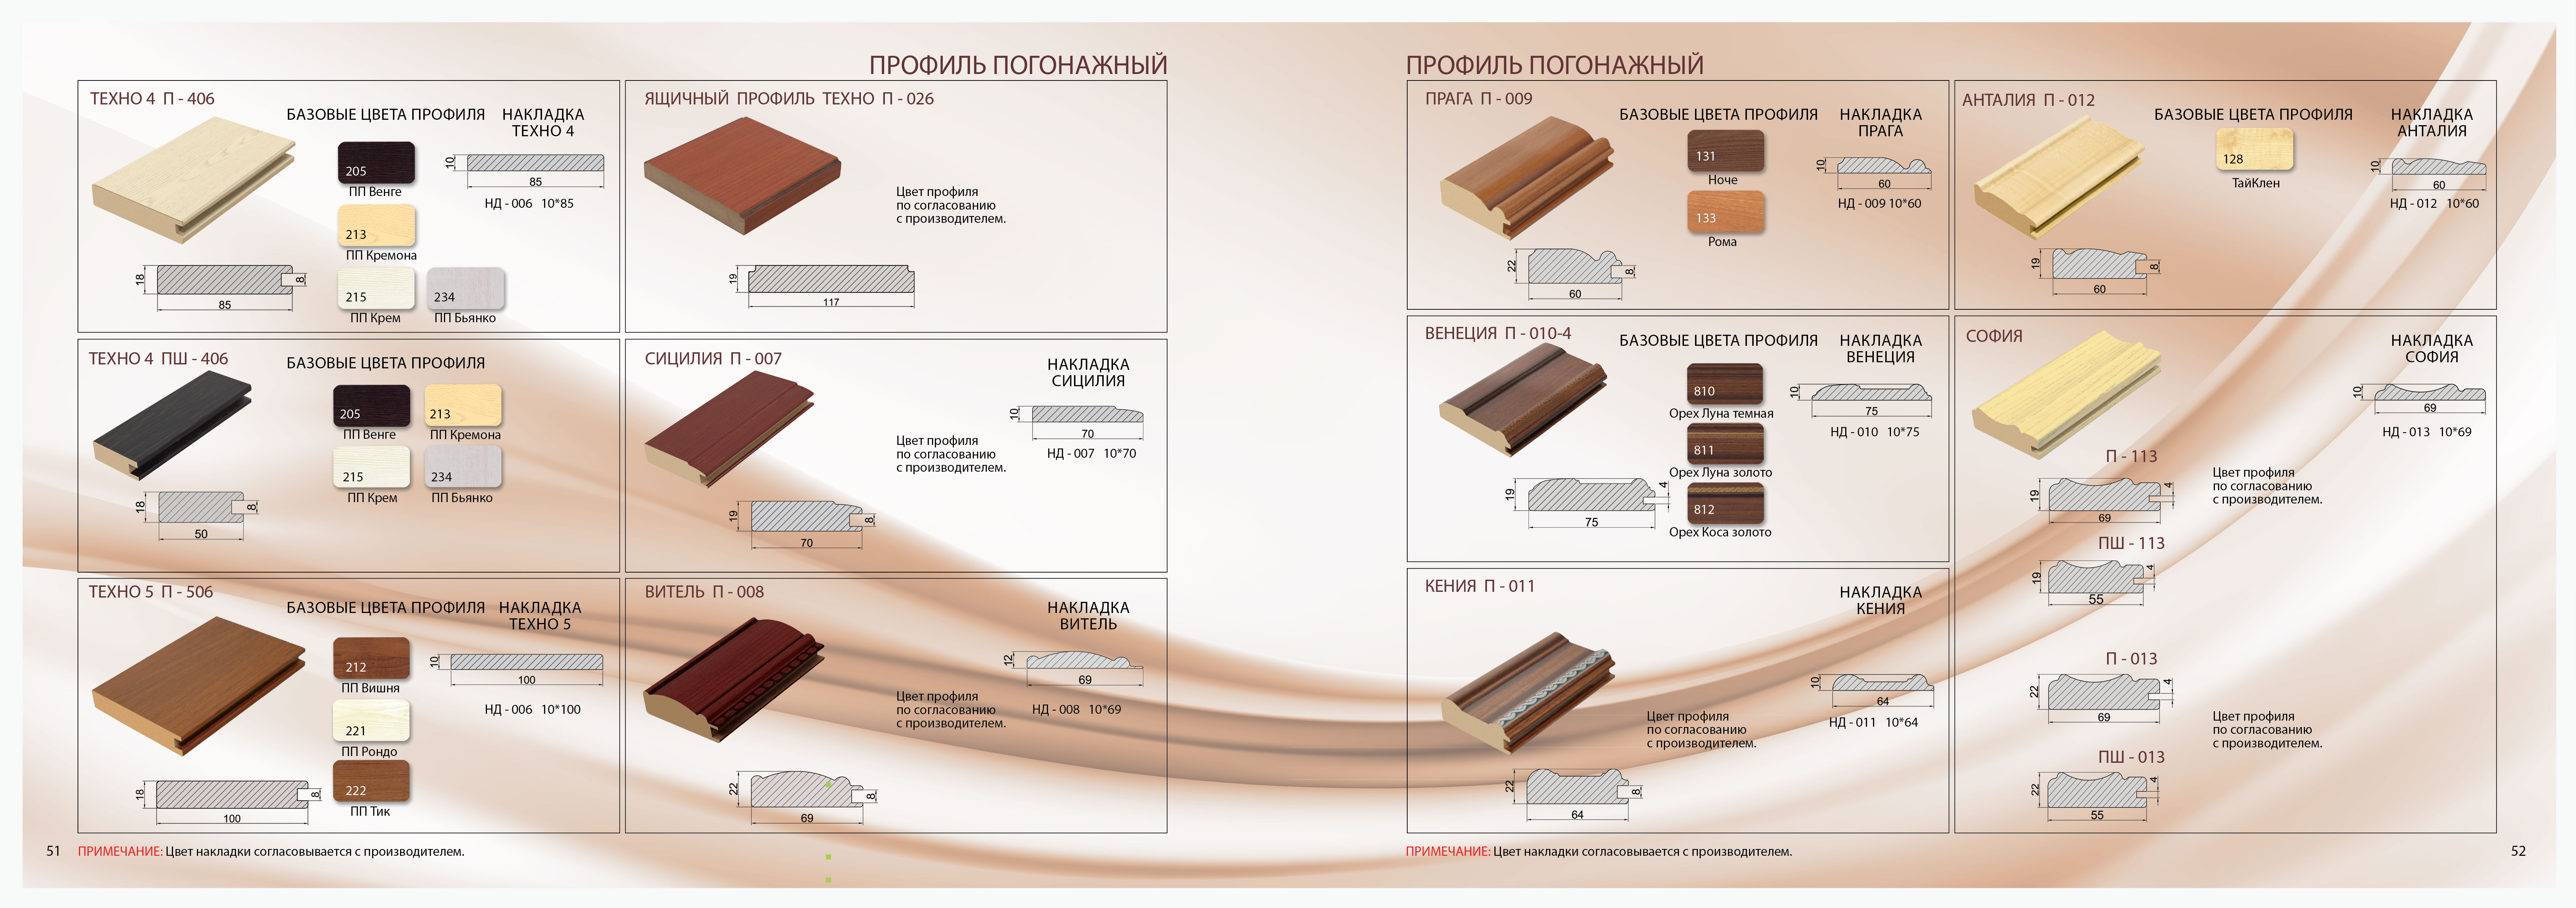 ПРОФИЛЬ ПОГОНАЖНЫЙ
ТЕХНО 4 П - 406
БАЗОВЫЕ ЦВЕТА ПРОФИЛЯ
НАКЛАДКА
ТЕХНО 4
205
ПП Венге
213
ПП Кремона
215
ПП Крем
234
ПП Бьянко
10
85
НД - 006 10*85
18
8
85
ЯЩИЧНЫЙ ПРОФИЛЬ ТЕХНО П - 026
Цвет профиля
по согласованию
с производителем.
19
117
ТЕХНО 4 ПШ - 406
БАЗОВЫЕ ЦВЕТА ПРОФИЛЯ
205
ПП Венге
213
ПП Кремона
215
ПП Крем
234
ПП Бьянко
18
8
50
СИЦИЛИЯ П - 007
НАКЛАДКА
СИЦИЛИЯ
10
70
НД - 007 10*70
Цвет профиля
по согласованию
с производителем.
19
8
70
ТЕХНО 5 П - 506
БАЗОВЫЕ ЦВЕТА ПРОФИЛЯ
НАКЛАДКА
ТЕХНО 5
212
ПП Вишня
221
ПП Рондо
222
ПП Тик
10
100
НД - 006 10*100
18
8
100
ВИТЕЛЬ П - 008
НАКЛАДКА
ВИТЕЛЬ
12
69
НД - 008 10*69
Цвет профиля
по согласованию
с производителем.
22
8
69
51
ПРИМЕЧАНИЕ: Цвет накладки согласовывается с производителем.
ПРОФИЛЬ ПОГОНАЖНЫЙ
ПРАГА П - 009
БАЗОВЫЕ ЦВЕТА ПРОФИЛЯ
НАКЛАДКА
ПРАГА
131
Ноче
133
Рома
10
60
НД - 009 10*60
22
8
60
АНТАЛИЯ П - 012
БАЗОВЫЕ ЦВЕТА ПРОФИЛЯ
НАКЛАДКА
АНТАЛИЯ
128
ТайКлен
10
60
НД - 012 10*60
19
8
60
ВЕНЕЦИЯ П - 010-4
БАЗОВЫЕ ЦВЕТА ПРОФИЛЯ
НАКЛАДКА
ВЕНЕЦИЯ
810
Орех Луна темная
811
Орех Луна золото
812
Орех Коса золото
10
75
НД - 010 10*75
19
4
75
СОФИЯ
НАКЛАДКА
СОФИЯ
10
69
НД - 013 10*69
П - 113
19
4
69
Цвет профиля
по согласованию
с производителем.
ПШ - 113
19
4
55
П - 013
22
4
69
Цвет профиля
по согласованию
с производителем.
ПШ - 013
22
4
55
КЕНИЯ П - 011
НАКЛАДКА
КЕНИЯ
10
64
НД - 011 10*64
Цвет профиля
по согласованию
с производителем.
22
8
64
ПРИМЕЧАНИЕ: Цвет накладки согласовывается с производителем.
52